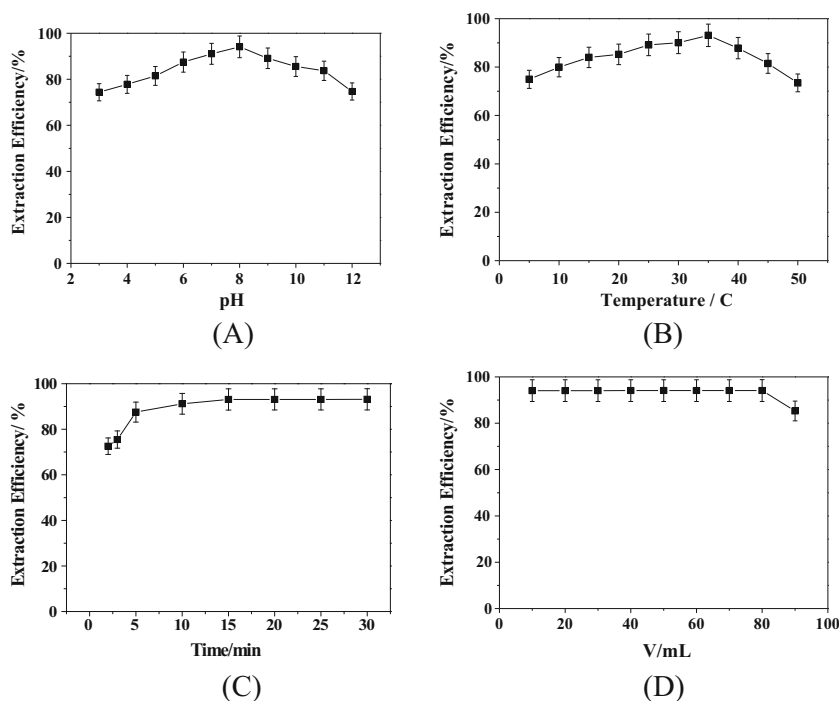 Extraction Efficiency/%
100
80
60
40
20
0
2 4 6 8 10 12
pH
(A)
Extraction Efficiency/%
100
80
60
40
20
0
0 10 20 30 40 50
Temperature / C
(B)
Extraction Efficiency/ %
100
80
60
40
20
0
0 5 10 15 20 25 30
Time/min
(C)
Extraction Efficiency/%
100
80
60
40
20
0
0 20 40 60 80 100
V/mL
(D)